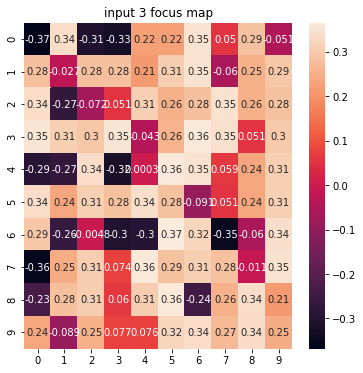 input 3 focus map
0 -0.37 0.34 -0.31 -0.33 0.22 0.22 0.35 0.05 0.29 -0.051
1 0.28 -0.027 0.28 0.28 0.21 0.31 0.35 -0.06 0.25 0.29
2 0.34 -0.27 -0.072 0.051 0.31 0.26 0.28 0.35 0.26 0.28
3 0.35 0.31 0.3 0.35 -0.043 0.26 0.35 0.35 0.051 0.3
4 -0.29 -0.27 0.34 -0.32 0.0003 0.36 0.35 0.059 0.24 0.31
5 0.34 0.24 0.31 0.28 0.34 0.28 -0.091 0.051 0.24 0.31
6 0.29 -0.26 -0.0048 -0.3 -0.3 0.37 0.32 -0.35 -0.06 0.34
7 -0.36 0.25 0.31 0.074 0.36 0.26 0.31 0.28 -0.011 0.35
8 -0.23 0.28 0.31 0.06 0.31 0.36 -0.24 0.26 0.34 0.21
9 0.24 -0.089 0.25 0.077 0.076 0.32 0.34 0.27 0.34 0.25
0 1 2 3 4 5 6 7 8 9
0.3
0.2
0.1
0.0
−0.1
−0.2
−0.3